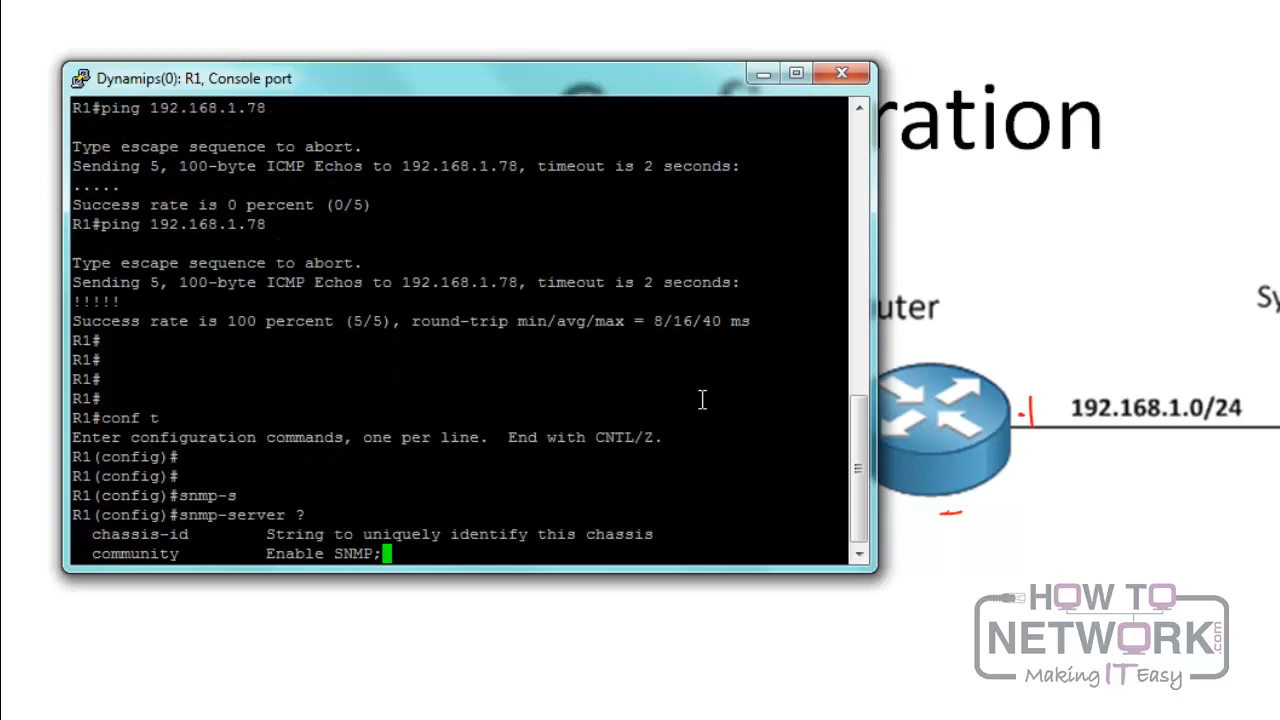 Dynamips(0): R1, Console port
R1#ping 192.168.1.78
Type escape sequence to abort.
Sending 5, 100-byte ICMP Echos to 192.168.1.78, timeout is 2 seconds:
.....
Success rate is 0 percent (0/5)
R1#ping 192.168.1.78
Type escape sequence to abort.
Sending 5, 100-byte ICMP Echos to 192.168.1.78, timeout is 2 seconds:
!!!!!
Success rate is 100 percent (5/5), round-trip min/avg/max = 8/16/40 ms
R1#
R1#
R1#
R1#
R1#conf t
Enter configuration commands, one per line.  End with CNTL/Z.
R1(config)#
R1(config)#
R1(config)#snmp-s
R1(config)#snmp-server ?
chassis-id String to uniquely identify this chassis
community Enable SNMP;
ration
uter
Sy
.1
192.168.1.0/24
HOW TO
NETWORK.com
Making IT Easy